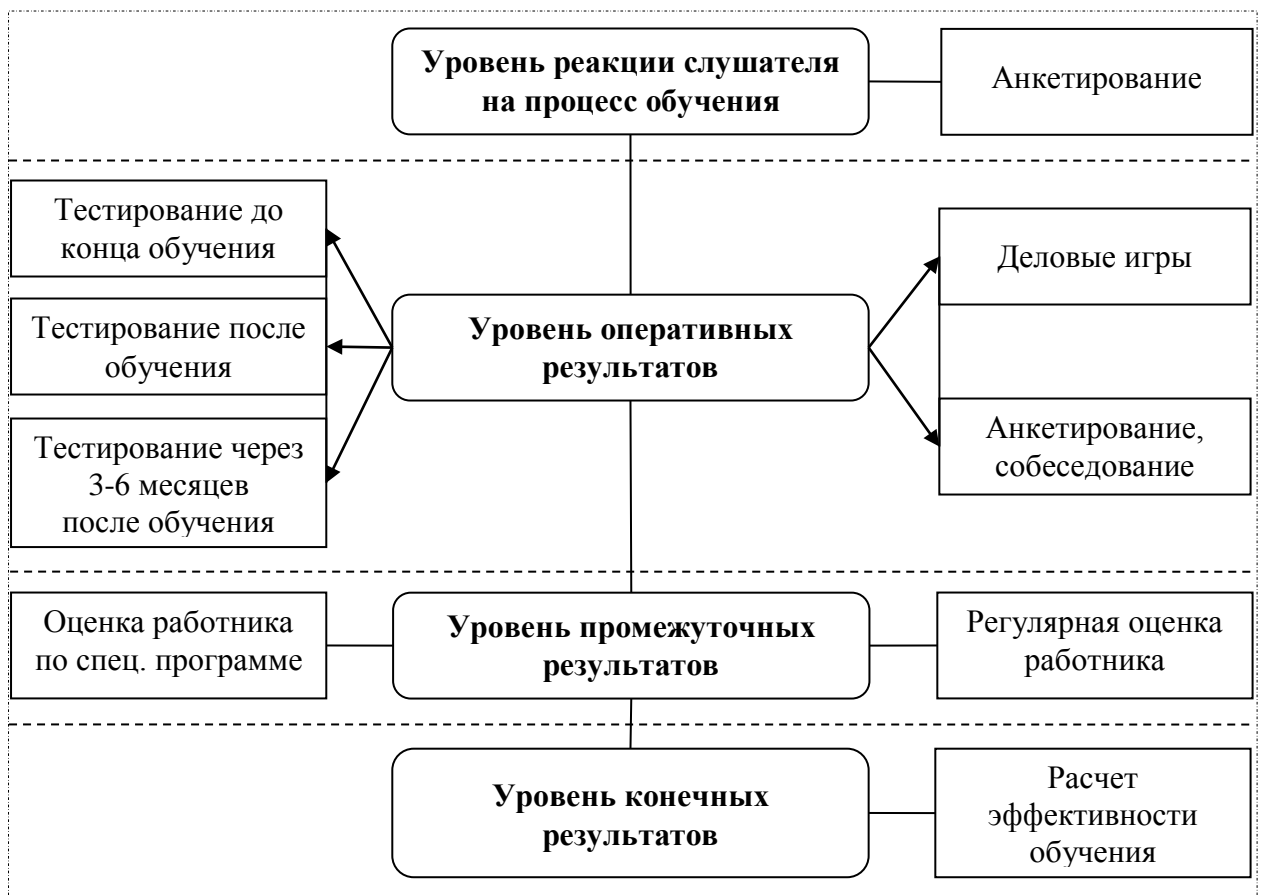 Уровень реакции слушателя
на процесс обучения
Анкетирование
Тестирование до
конца обучения
Тестирование после
обучения
Тестирование через
3-6 месяцев
после обучения
Уровень оперативных
результатов
Деловые игры
Анкетирование,
собеседование
Оценка работника
по спец. программе
Уровень промежуточных
результатов
Регулярная оценка
работника
Уровень конечных
результатов
Расчет
эффективности
обучения